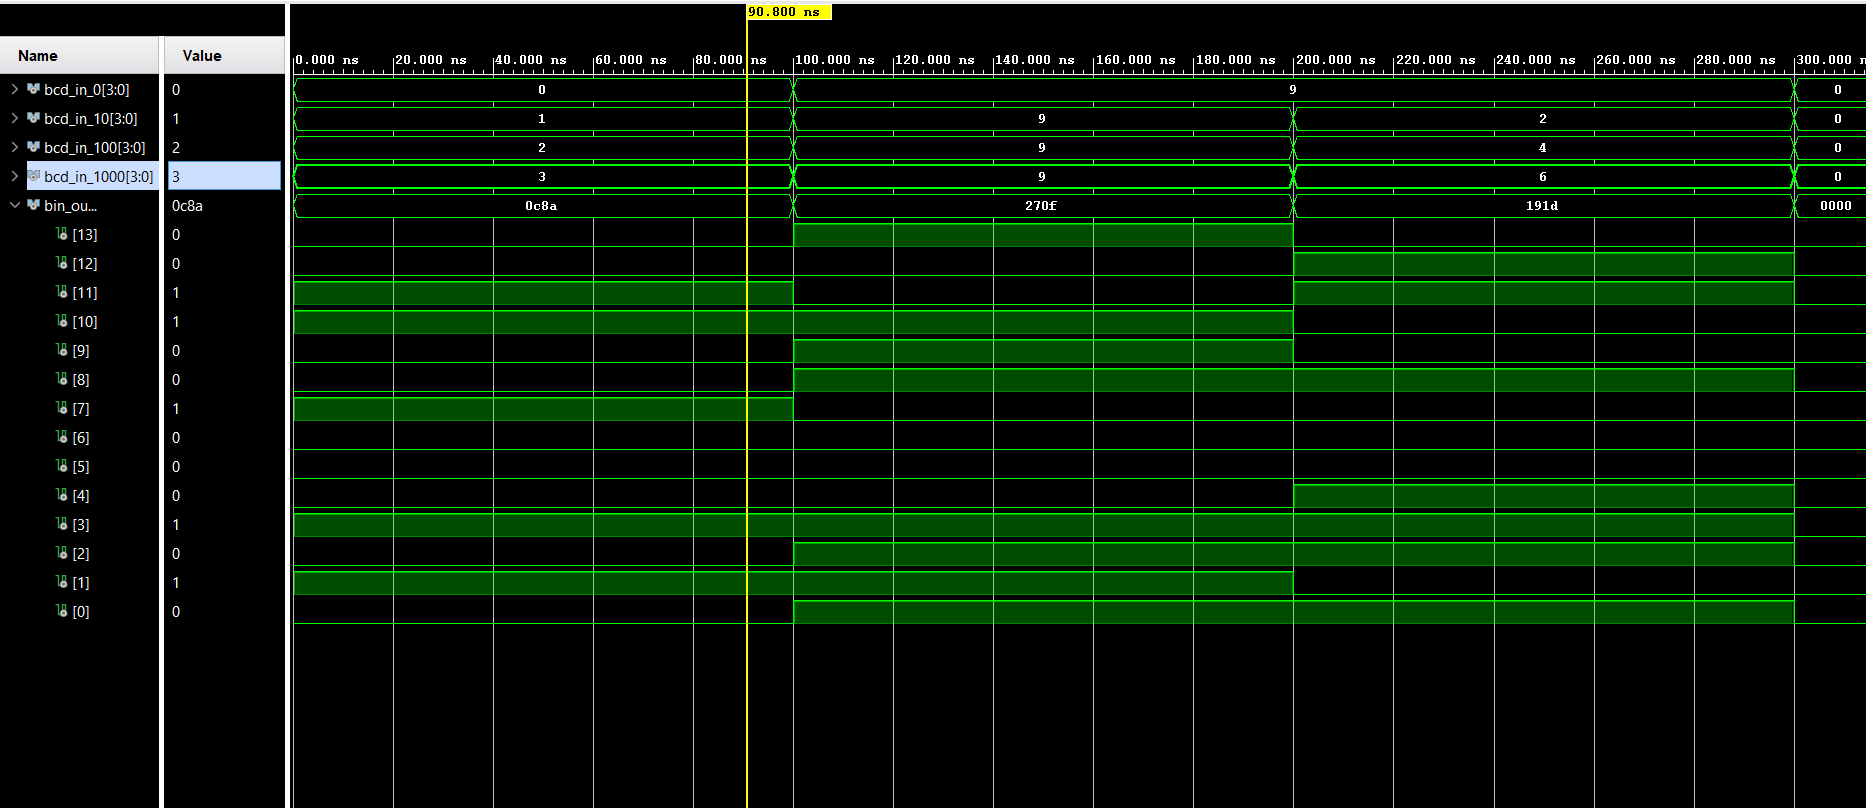 90.800 ns
Name Value
0.000 ns 20.000 ns 40.000 ns 60.000 ns 80.000 ns 100.000 ns 120.000 ns 140.000 ns 160.000 ns 180.000 ns 200.000 ns 220.000 ns 240.000 ns 260.000 ns 280.000 ns 300.000 n
bcd_in_0[3:0] 0 0 9 0
bcd_in_10[3:0] 1 1 9 2 0
bcd_in_100[3:0] 2 2 9 4 0
bcd_in_1000[3:0] 3 3 9 6 0
bin_ou... 0c8a 0c8a 270f 191d 0000
[13] 0
[12] 0
[11] 1
[10] 1
[9] 0
[8] 0
[7] 1
[6] 0
[5] 0
[4] 0
[3] 1
[2] 0
[1] 1
[0] 0